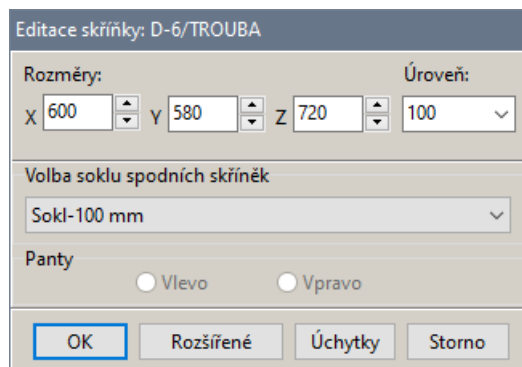 Editace skříňky: D-6/TROUBA
Rozměry: Úroveň:
X 600 Y 580 Z 720 100
Volba soklu spodních skříněk
Sokl-100 mm
Panty
Vlevo Vpravo
OK Rozšířené Úchytky Storno